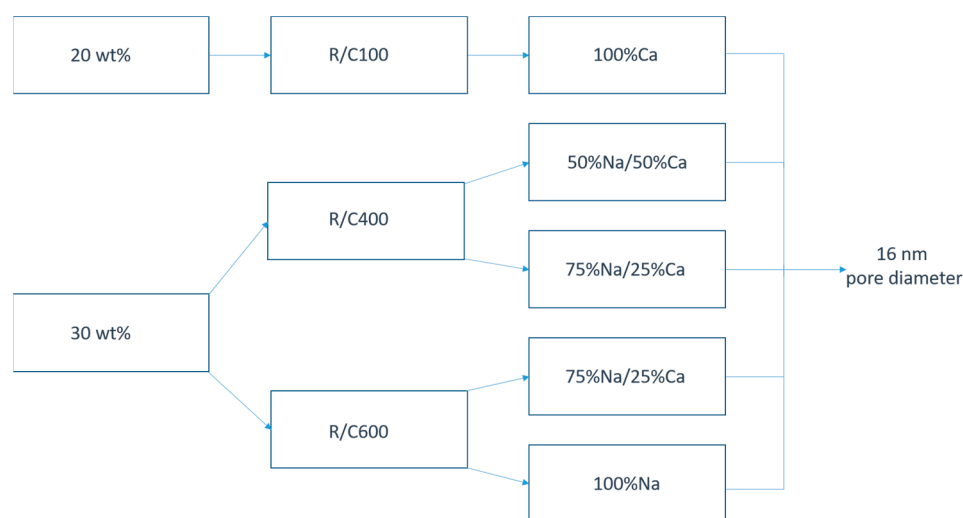 20 wt%
R/C100
100%Ca
50%Na/50%Ca
R/C400
75%Na/25%Ca
16 nm
pore diameter
30 wt%
75%Na/25%Ca
R/C600
100%Na